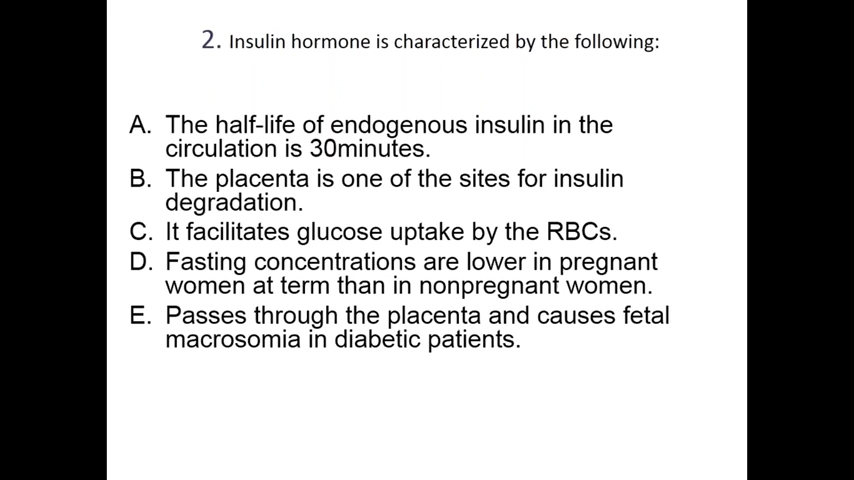 2. Insulin hormone is characterized by the following:
A. The half-life of endogenous insulin in the
circulation is 30minutes.
B. The placenta is one of the sites for insulin
degradation.
C. It facilitates glucose uptake by the RBCs.
D. Fasting concentrations are lower in pregnant
women at term than in nonpregnant women.
E. Passes through the placenta and causes fetal
macrosomia in diabetic patients.